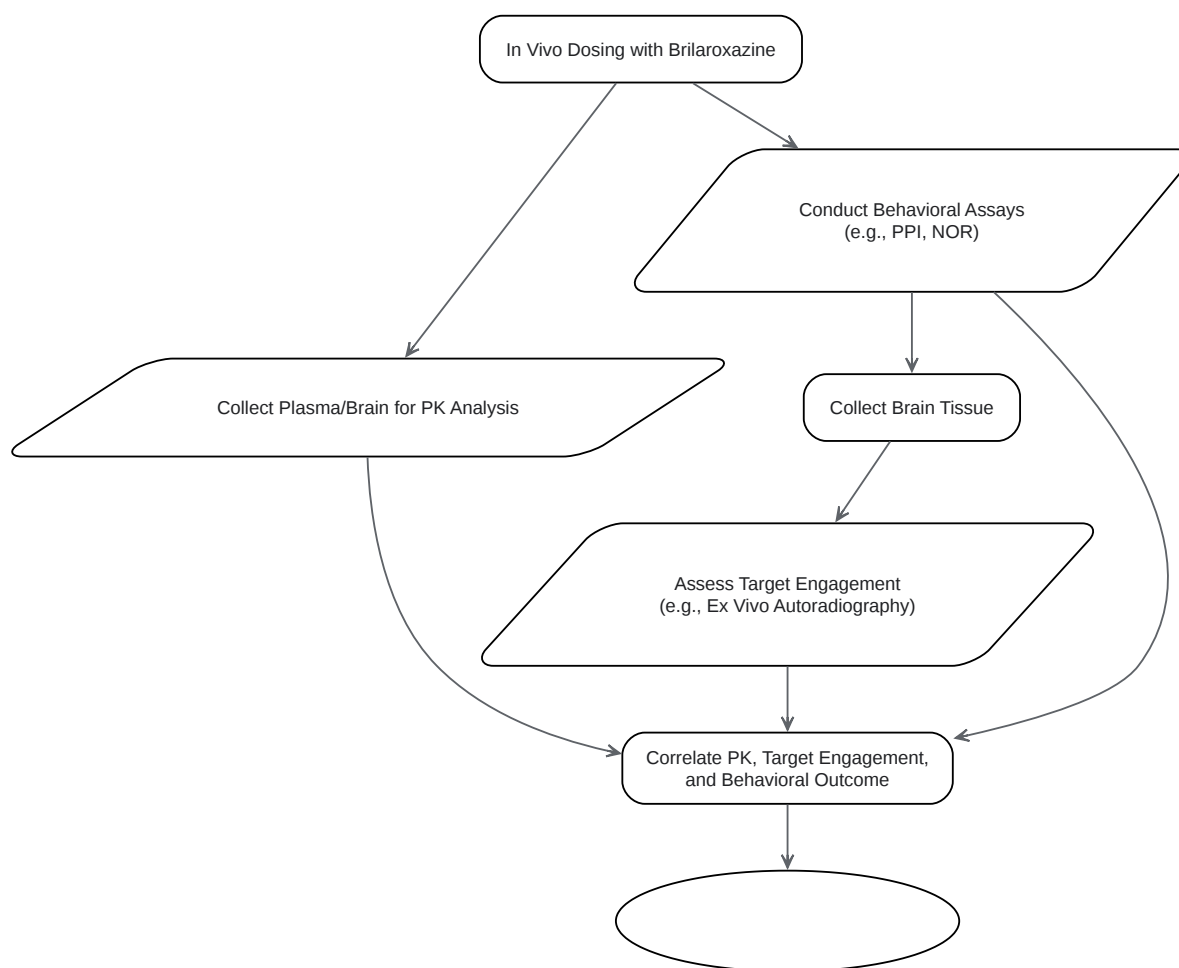 In Vivo Dosing with Brilaroxazine
Conduct Behavioral Assays
(e.g., PPI, NOR)
Collect Plasma/Brain for PK Analysis
Collect Brain Tissue
Assess Target Engagement
(e.g., Ex Vivo Autoradiography)
Correlate PK, Target Engagement,
and Behavioral Outcome